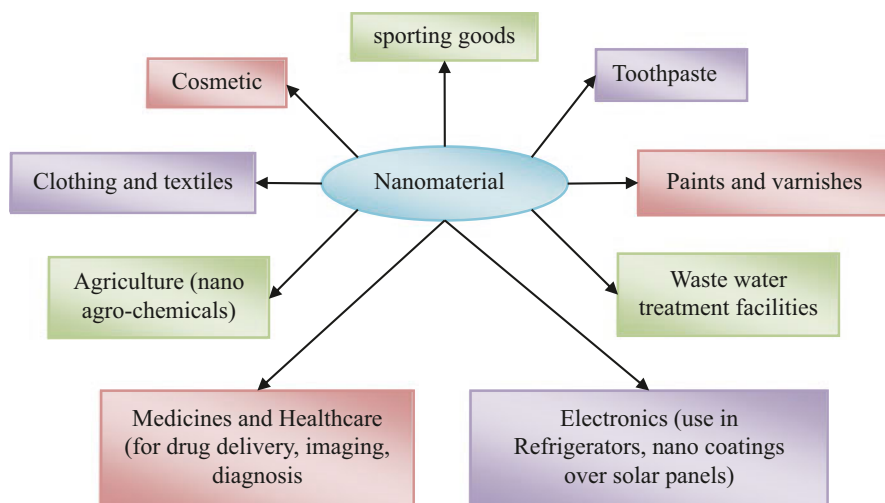 sporting goods
Cosmetic
Toothpaste
Clothing and textiles
Nanomaterial
Paints and varnishes
Agriculture (nano
agro-chemicals)
Waste water
treatment facilities
Medicines and Healthcare
(for drug delivery, imaging,
diagnosis
Electronics (use in
Refrigerators, nano coatings
over solar panels)